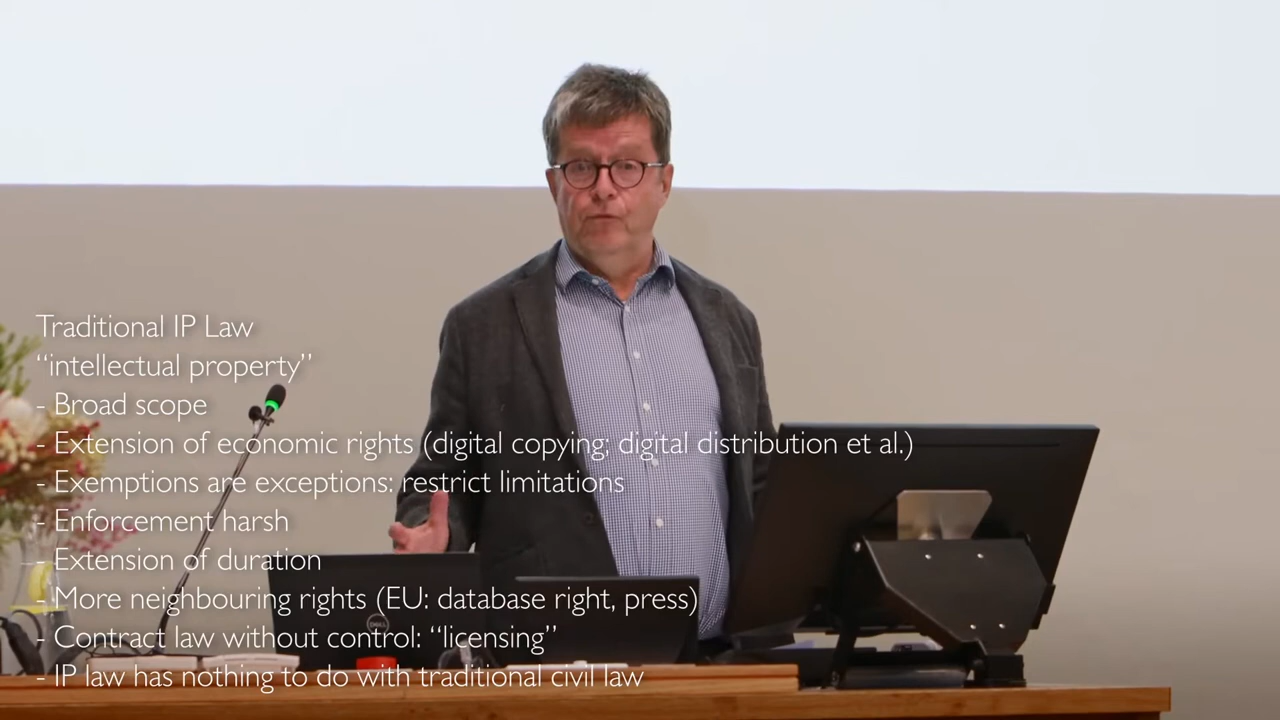 Traditional IP Law
“intellectual property”
- Broad scope
- Extension of economic rights (digital copying; digital distribution et al.)
- Exemptions are exceptions: restrict limitations
- Enforcement harsh
- Extension of duration
- More neighbouring rights (EU: database right, press)
- Contract law without control: “licensing”
- IP law has nothing to do with traditional civil law
DELL